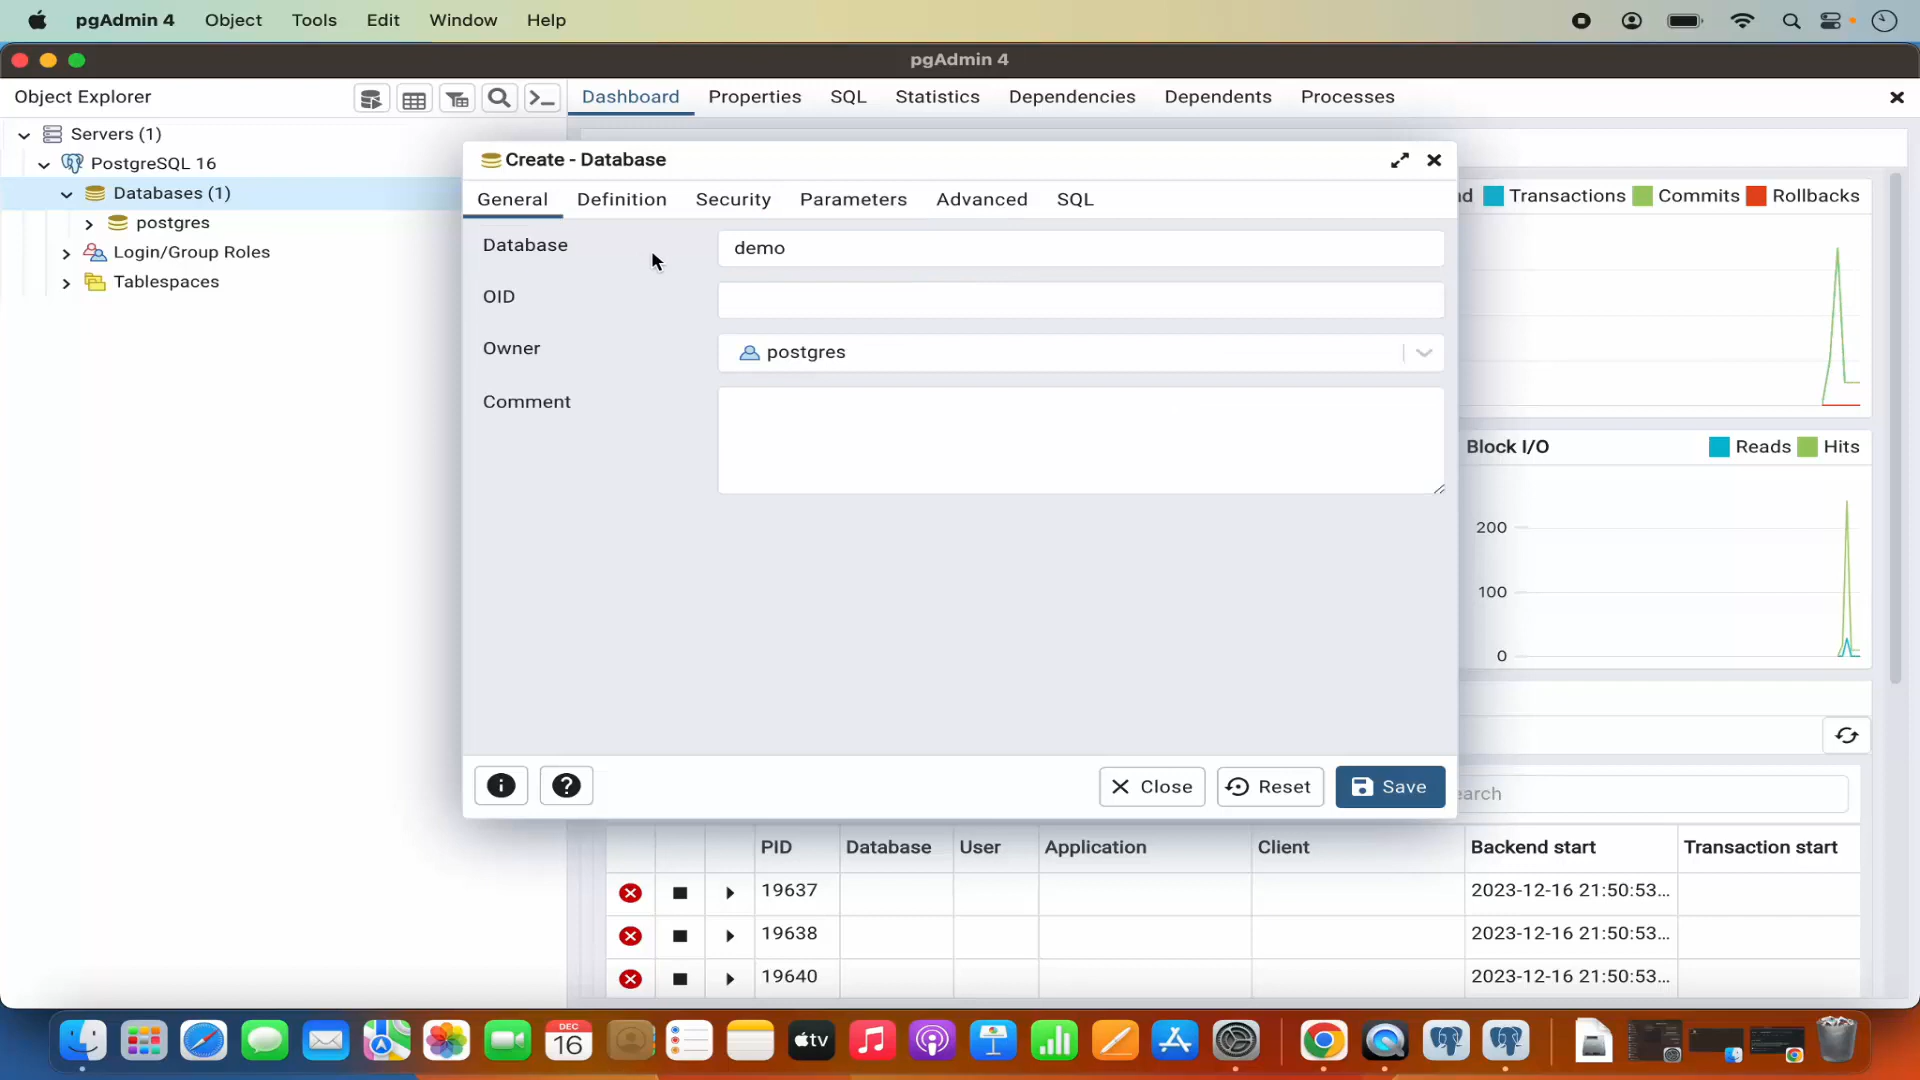 pgAdmin 4 Object Tools Edit Window Help
pgAdmin 4
Object Explorer
Dashboard Properties SQL Statistics Dependencies Dependents Processes
Servers (1)
PostgreSQL 16
Databases (1)
postgres
Login/Group Roles
Tablespaces
Create - Database
General Definition Security Parameters Advanced SQL
Database demo
OID
Owner postgres
Comment
Close Reset Save
Transactions Commits Rollbacks
Block I/O Reads Hits
200
100
0
PID Database User Application Client Backend start Transaction start
19637 2023-12-16 21:50:53...
19638 2023-12-16 21:50:53...
19640 2023-12-16 21:50:53...
DEC
16
tv